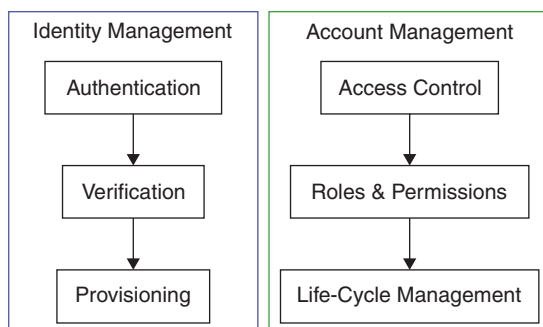 Identity Management
Authentication
Verification
Provisioning
Account Management
Access Control
Roles & Permissions
Life-Cycle Management